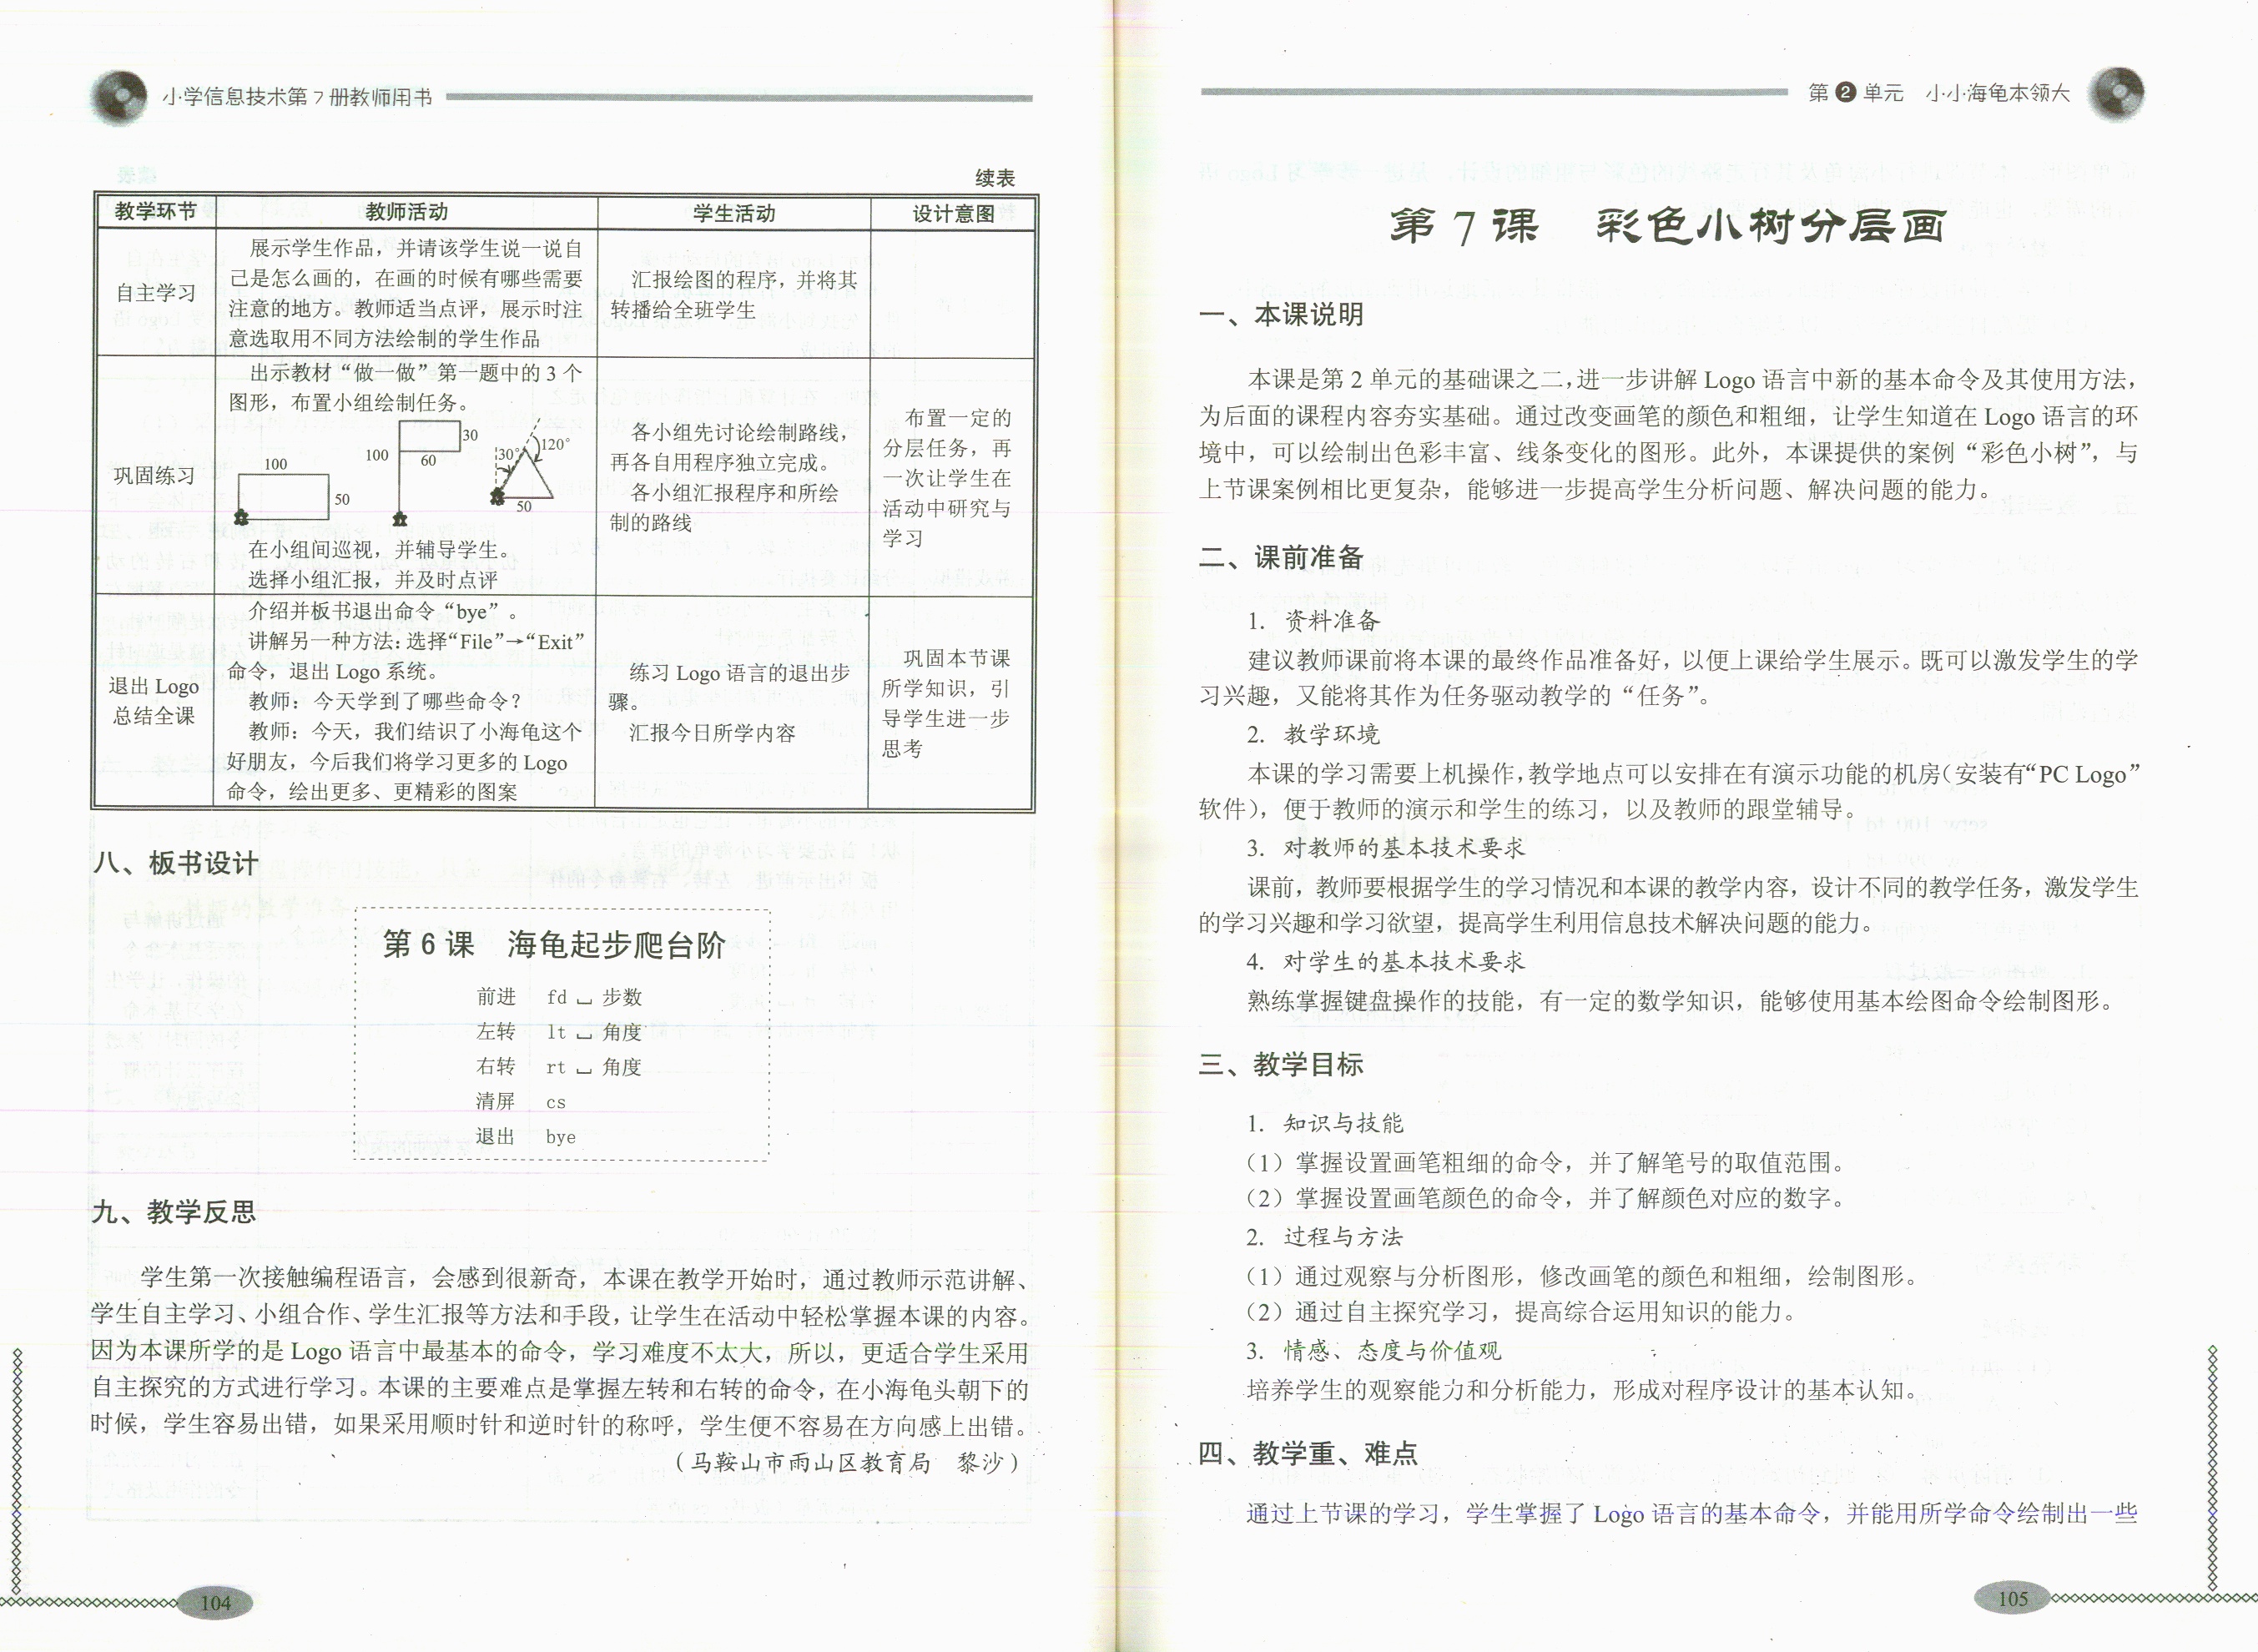 小学信息技术第7册教师用书
续表
教学环节 教师活动 学生活动 设计意图
自主学习
展示学生作品，并请该学生说一说自
己是怎么画的，在画的时候有哪些需要
注意的地方。教师适当点评，展示时注
意选取用不同方法绘制的学生作品
汇报绘图的程序，并将其
转播给全班学生
巩固练习
出示教材“做一做”第一题中的 3 个
图形，布置小组绘制任务。
100
50
100
60
30
30°
120°
50
在小组间巡视，并辅导学生。
选择小组汇报，并及时点评
各小组先讨论绘制路线，
再各自用程序独立完成。
各小组汇报程序和所绘
制的路线
布置一定的
分层任务，再
一次让学生在
活动中研究与
学习
退出 Logo
总结全课
介绍并板书退出命令“bye”。
讲解另一种方法：选择“File”→“Exit”
命令，退出 Logo 系统。
教师：今天学到了哪些命令？
教师：今天，我们结识了小海龟这个
好朋友，今后我们将学习更多的 Logo
命令，绘出更多、更精彩的图案
练习 Logo 语言的退出步
骤。
汇报今日所学内容
巩固本节课
所学知识，引
导学生进一步
思考
八、板书设计
第 6 课　海龟起步爬台阶
前进 fd ⌴ 步数
左转 lt ⌴ 角度
右转 rt ⌴ 角度
清屏 cs
退出 bye
九、教学反思
学生第一次接触编程语言，会感到很新奇，本课在教学开始时，通过教师示范讲解、
学生自主学习、小组合作、学生汇报等方法和手段，让学生在活动中轻松掌握本课的内容。
因为本课所学的是 Logo 语言中最基本的命令，学习难度不太大，所以，更适合学生采用
自主探究的方式进行学习。本课的主要难点是掌握左转和右转的命令，在小海龟头朝下的
时候，学生容易出错，如果采用顺时针和逆时针的称呼，学生便不容易在方向感上出错。
（马鞍山市雨山区教育局　黎沙）
104
第2单元　小小海龟本领大
第 7 课　彩色小树分层画
一、本课说明
本课是第 2 单元的基础课之二，进一步讲解 Logo 语言中新的基本命令及其使用方法，
为后面的课程内容夯实基础。通过改变画笔的颜色和粗细，让学生知道在 Logo 语言的环
境中，可以绘制出色彩丰富、线条变化的图形。此外，本课提供的案例“彩色小树”，与
上节课案例相比更复杂，能够进一步提高学生分析问题、解决问题的能力。
二、课前准备
1. 资料准备
建议教师课前将本课的最终作品准备好，以便上课给学生展示。既可以激发学生的学
习兴趣，又能将其作为任务驱动教学的“任务”。
2. 教学环境
本课的学习需要上机操作，教学地点可以安排在有演示功能的机房（安装有“PC Logo”
软件），便于教师的演示和学生的练习，以及教师的跟堂辅导。
3. 对教师的基本技术要求
课前，教师要根据学生的学习情况和本课的教学内容，设计不同的教学任务，激发学生
的学习兴趣和学习欲望，提高学生利用信息技术解决问题的能力。
4. 对学生的基本技术要求
熟练掌握键盘操作的技能，有一定的数学知识，能够使用基本绘图命令绘制图形。
三、教学目标
1. 知识与技能
（1）掌握设置画笔粗细的命令，并了解笔号的取值范围。
（2）掌握设置画笔颜色的命令，并了解颜色对应的数字。
2. 过程与方法
（1）通过观察与分析图形，修改画笔的颜色和粗细，绘制图形。
（2）通过自主探究学习，提高综合运用知识的能力。
3. 情感、态度与价值观
培养学生的观察能力和分析能力，形成对程序设计的基本认知。
四、教学重、难点
通过上节课的学习，学生掌握了 Logo 语言的基本命令，并能用所学命令绘制出一些
105